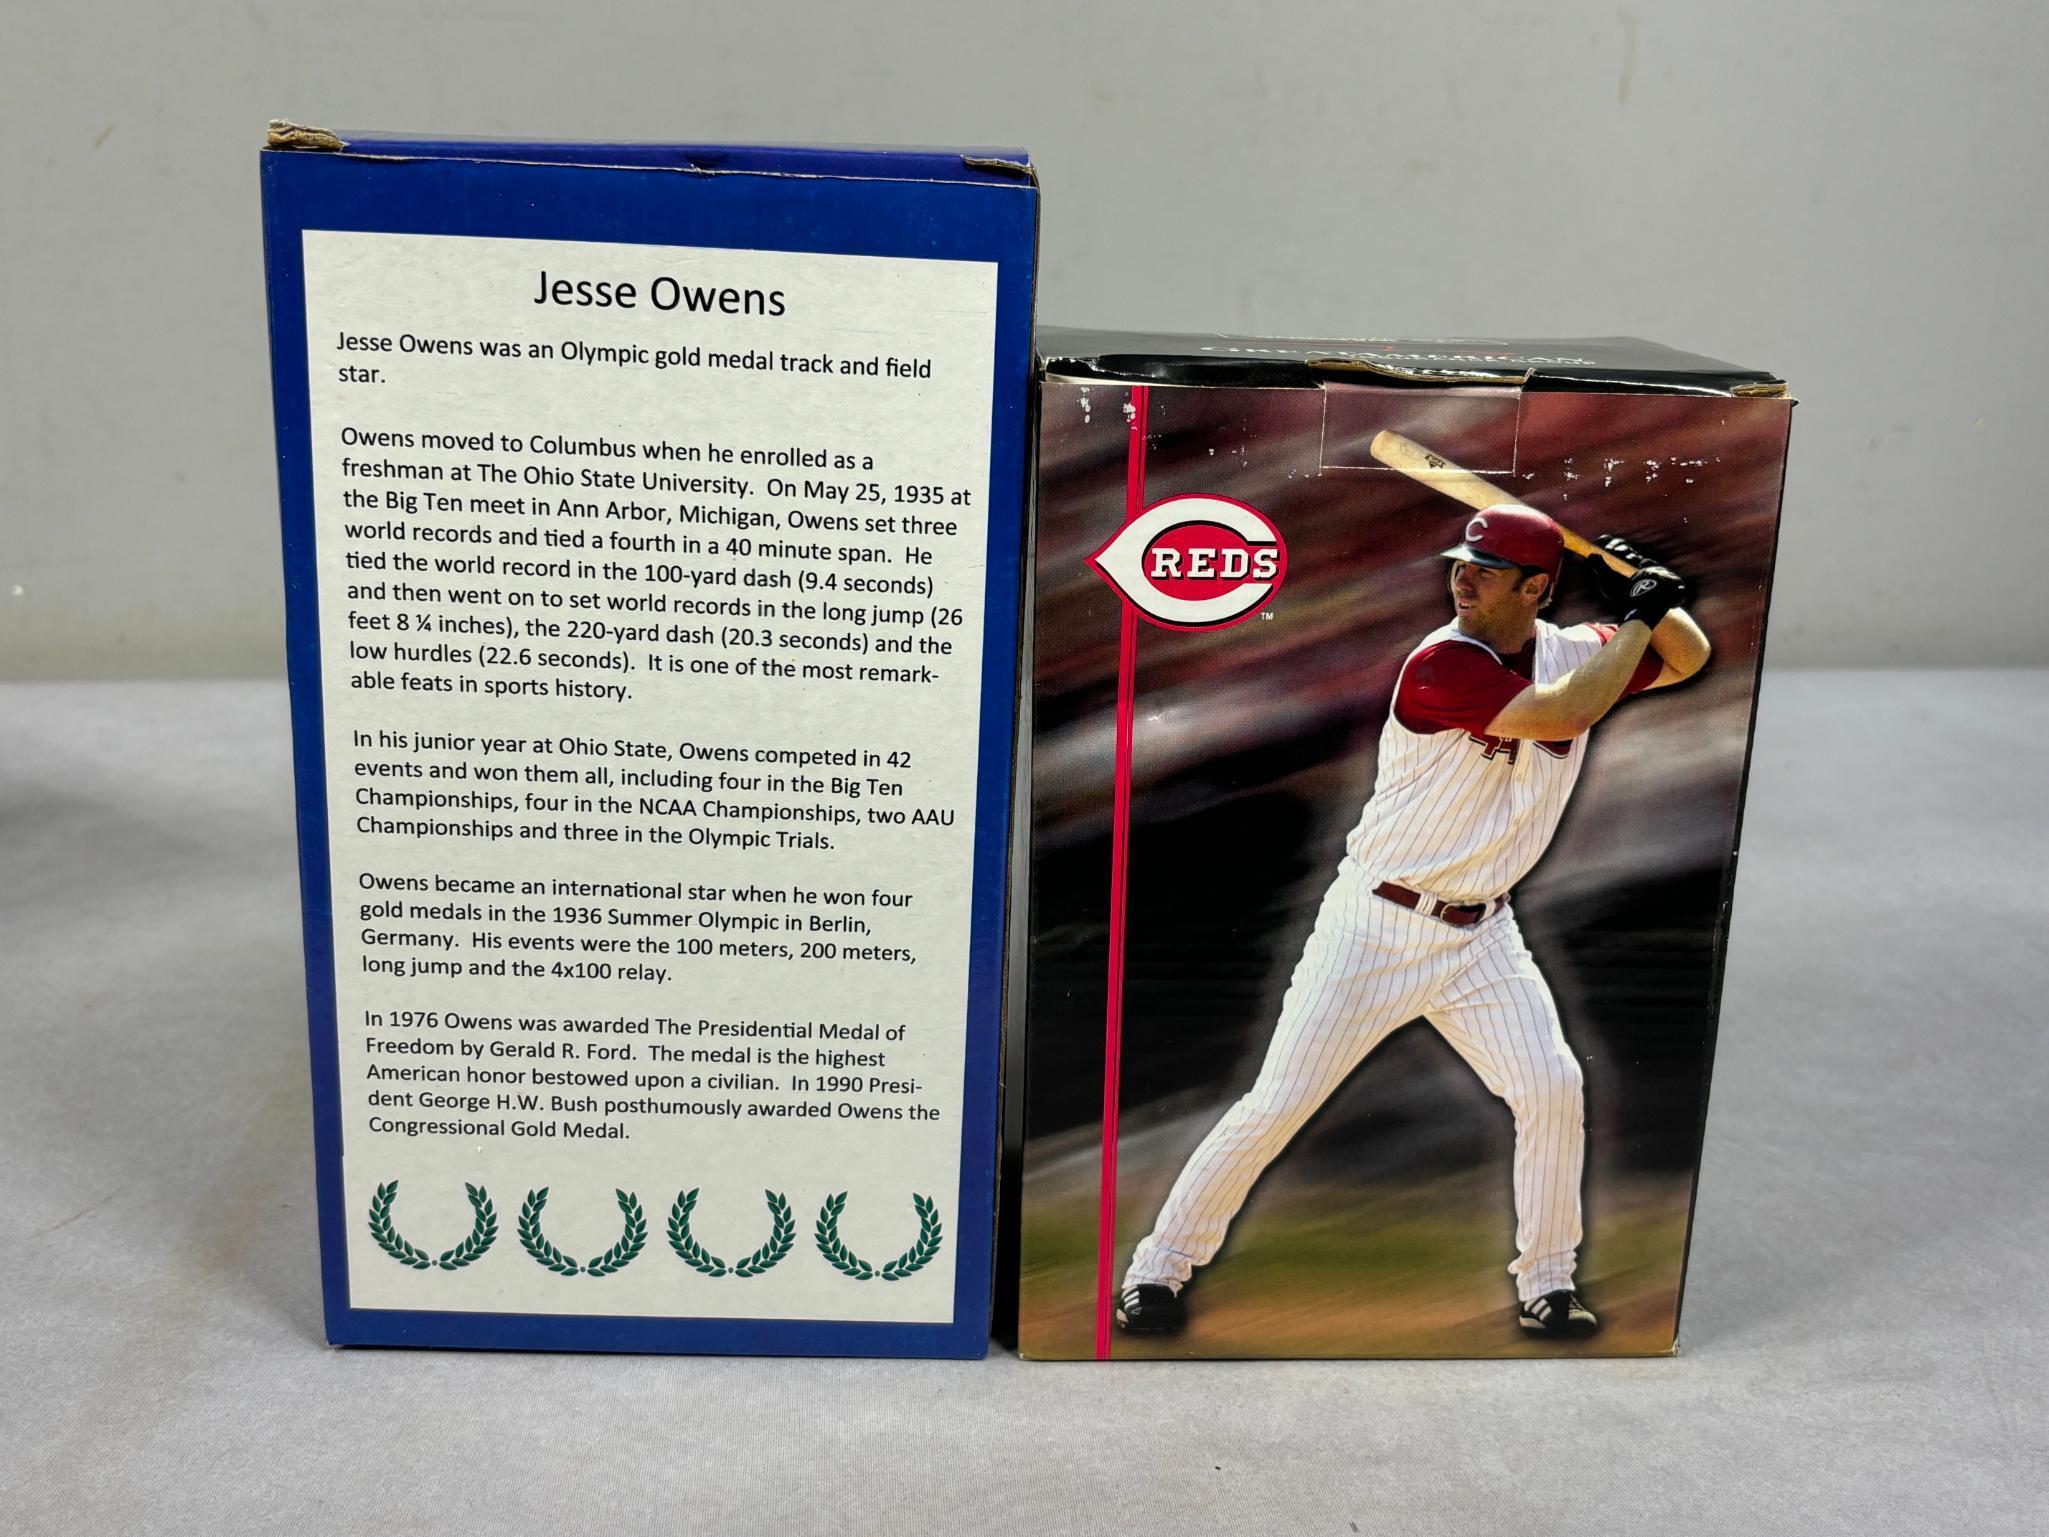 Jesse Owens
Jesse Owens was an Olympic gold medal track and field
star.
Owens moved to Columbus when he enrolled as a
freshman at The Ohio State University. On May 25, 1935 at
the Big Ten meet in Ann Arbor, Michigan, Owens set three
world records and tied a fourth in a 40 minute span. He
tied the world record in the 100-yard dash (9.4 seconds)
and then went on to set world records in the long jump (26
feet 8 ¼ inches), the 220-yard dash (20.3 seconds) and the
low hurdles (22.6 seconds). It is one of the most remark-
able feats in sports history.
In his junior year at Ohio State, Owens competed in 42
events and won them all, including four in the Big Ten
Championships, four in the NCAA Championships, two AAU
Championships and three in the Olympic Trials.
Owens became an international star when he won four
gold medals in the 1936 Summer Olympic in Berlin,
Germany. His events were the 100 meters, 200 meters,
long jump and the 4x100 relay.
In 1976 Owens was awarded The Presidential Medal of
Freedom by Gerald R. Ford. The medal is the highest
American honor bestowed upon a civilian. In 1990 Presi-
dent George H.W. Bush posthumously awarded Owens the
Congressional Gold Medal.
GREAT AMERICAN
REDS
TM
C